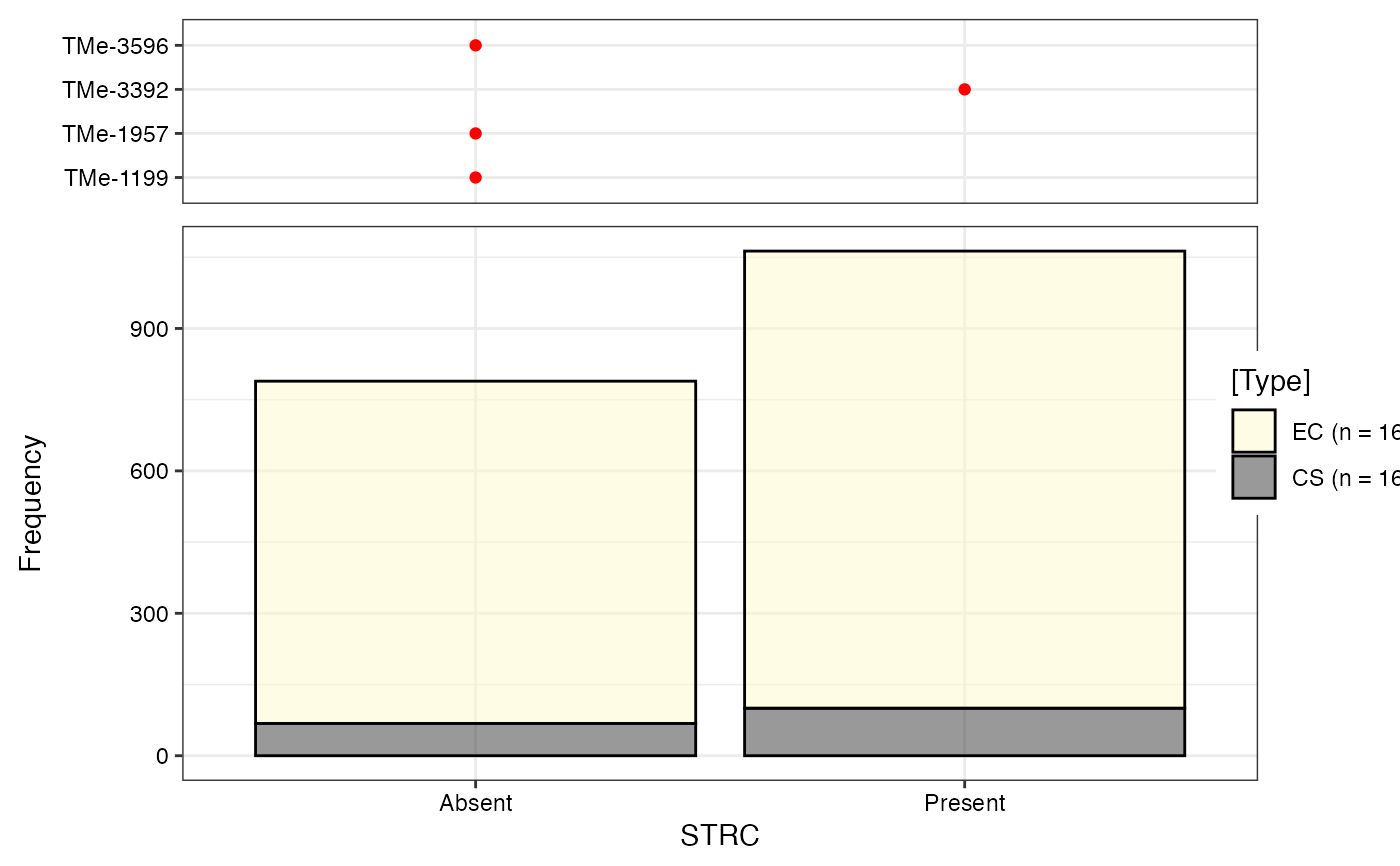 TMe-3596
TMe-3392
TMe-1957
TMe-1199
900
600
300
0
Frequency
Absent
Present
STRC
[Type]
EC (n = 16
CS (n = 16